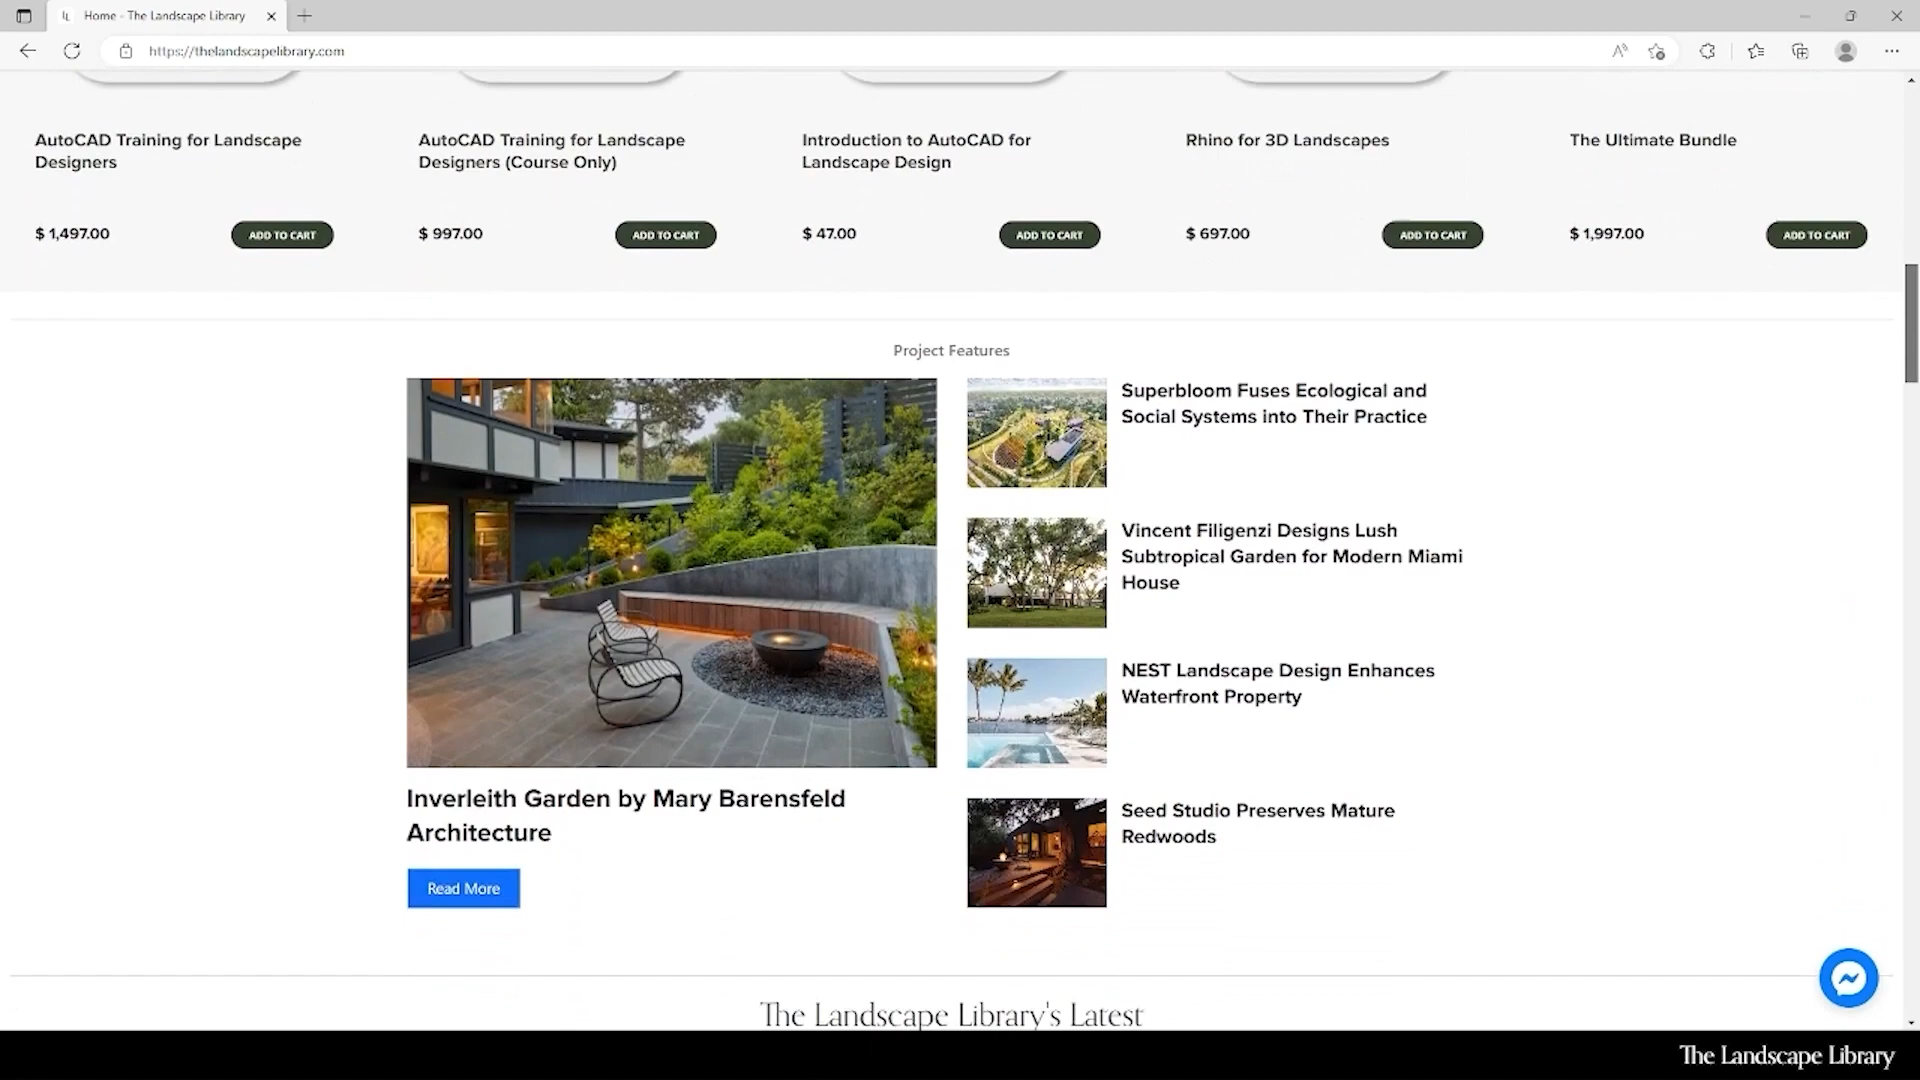 Home - The Landscape Library
https://thelandscapelibrary.com
AutoCAD Training for Landscape
Designers
$ 1,497.00
ADD TO CART
AutoCAD Training for Landscape
Designers (Course Only)
$ 997.00
ADD TO CART
Introduction to AutoCAD for
Landscape Design
$ 47.00
ADD TO CART
Rhino for 3D Landscapes
$ 697.00
ADD TO CART
The Ultimate Bundle
$ 1,997.00
ADD TO CART
Project Features
Inverleith Garden by Mary Barensfeld
Architecture
Read More
Superbloom Fuses Ecological and
Social Systems into Their Practice
Vincent Filigenzi Designs Lush
Subtropical Garden for Modern Miami
House
NEST Landscape Design Enhances
Waterfront Property
Seed Studio Preserves Mature
Redwoods
The Landscape Library's Latest
The Landscape Library